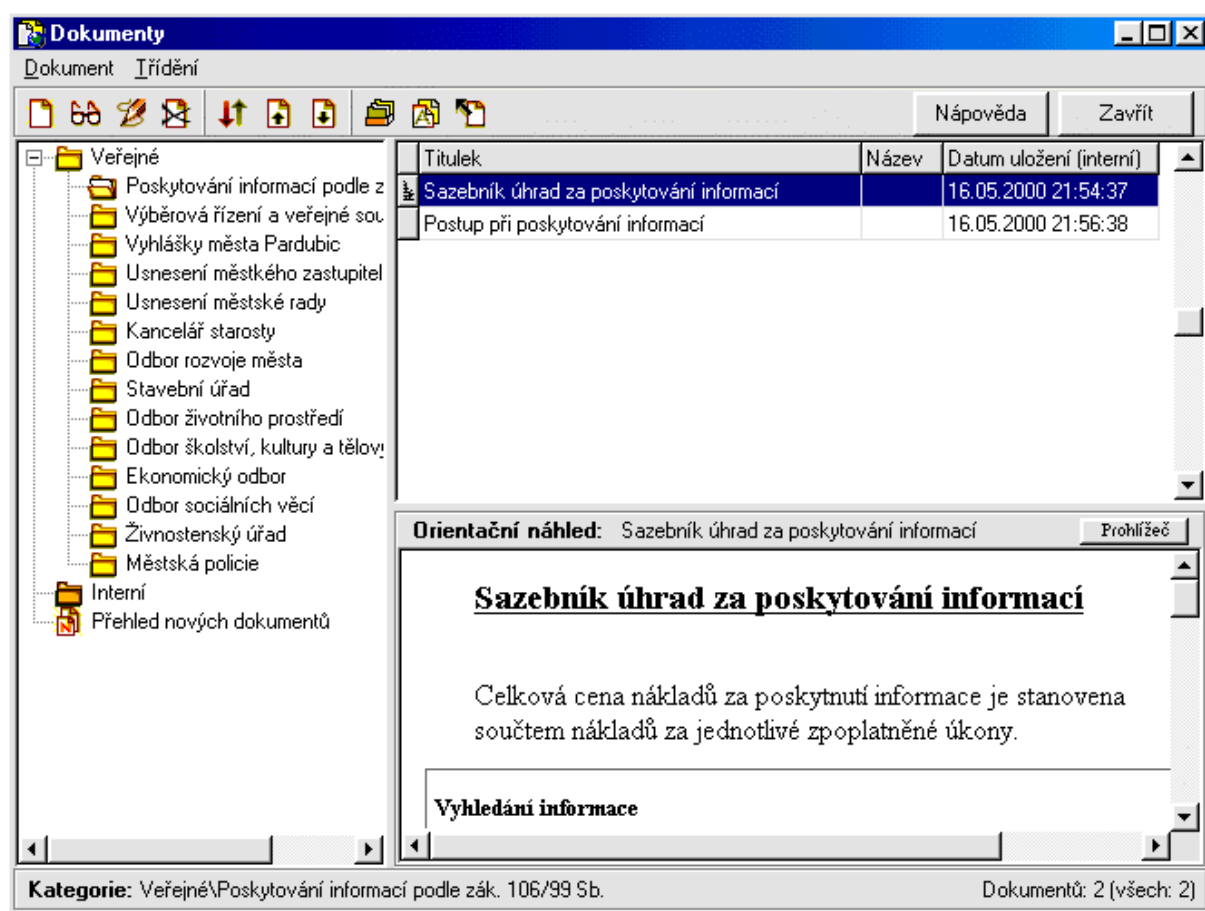 Dokumenty
Dokument Třídění
Nápověda Zavřít
Veřejné
Poskytování informací podle z
Výběrová řízení a veřejné sou
Vyhlášky města Pardubic
Usnesení městkého zastupitel
Usnesení městské rady
Kancelář starosty
Odbor rozvoje města
Stavební úřad
Odbor životního prostředí
Odbor školství, kultury a tělovy
Ekonomický odbor
Odbor sociálních věcí
Živnostenský úřad
Městská policie
Interní
Přehled nových dokumentů
Titulek Název Datum uložení (interní)
Sazebník úhrad za poskytování informací 16.05.2000 21:54:37
Postup při poskytování informací 16.05.2000 21:56:38
Orientační náhled: Sazebník úhrad za poskytování informací Prohlížeč
Sazebník úhrad za poskytování informací
Celková cena nákladů za poskytnutí informace je stanovena
součtem nákladů za jednotlivé zpoplatněné úkony.
Vyhledání informace
Kategorie: Veřejné\Poskytování informací podle zák. 106/99 Sb. Dokumentů: 2 (všech: 2)